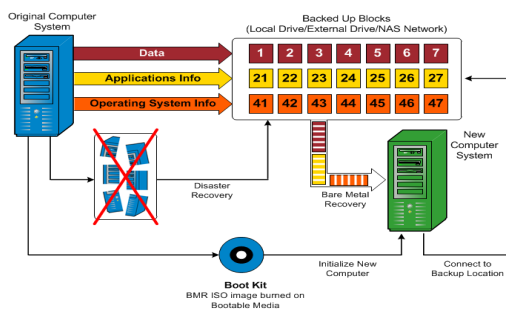 Original Computer
System
Backed Up Blocks
(Local Drive/External Drive/NAS Network)
Data
1 2 3 4 5 6 7
Applications Info
21 22 23 24 25 26 27
Operating System Info
41 42 43 44 45 46 47
New
Computer
System
Disaster
Recovery
Bare Metal
Recovery
Initialize New
Computer
Connect to
Backup Location
Boot Kit
BMR ISO image burned on
Bootable Media